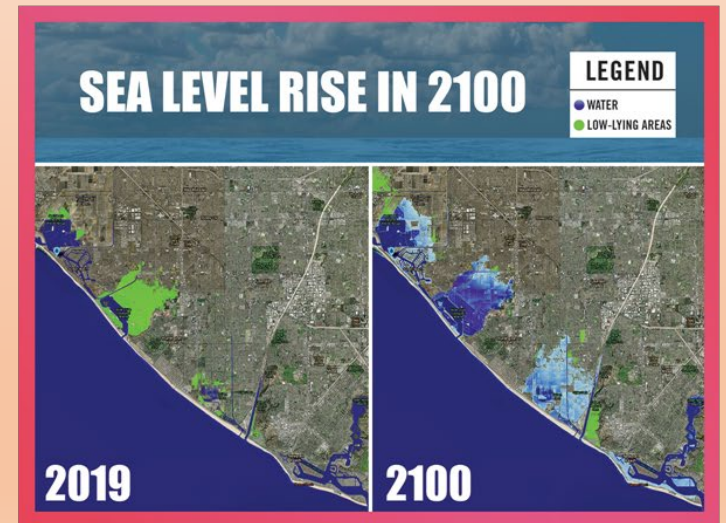 SEA LEVEL RISE IN 2100
LEGEND
WATER
LOW-LYING AREAS
2019
2100